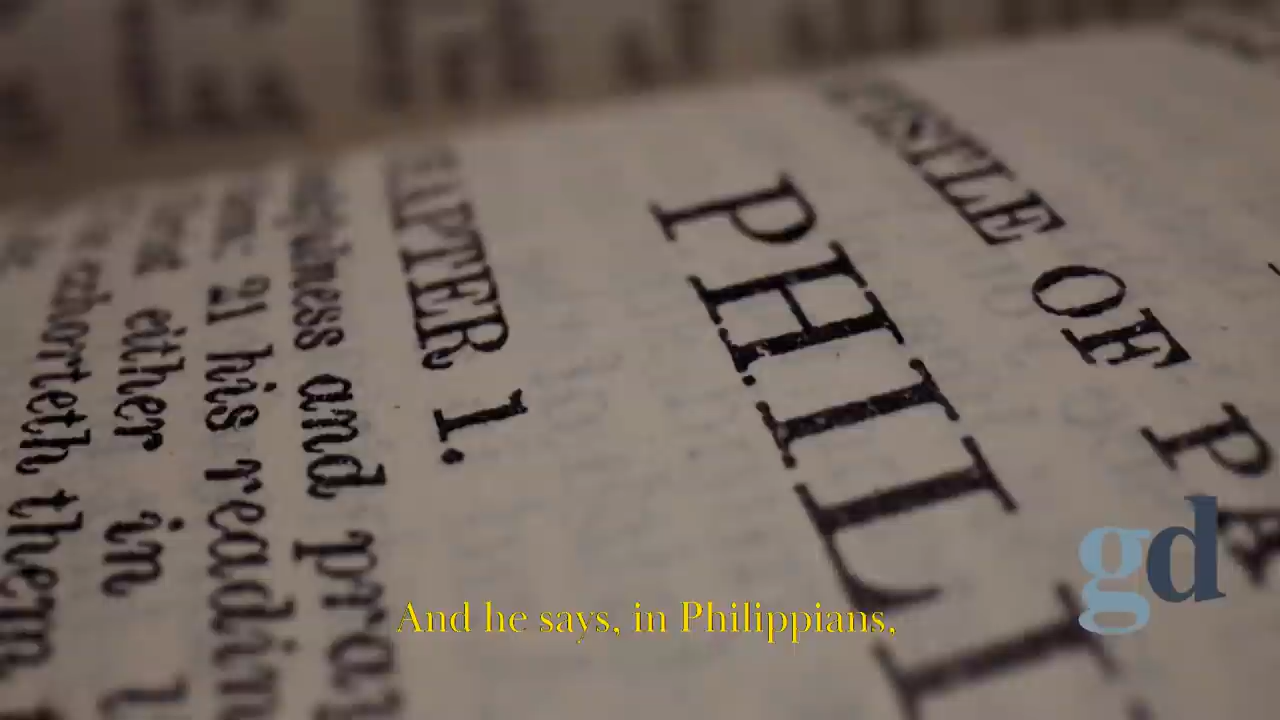 EPISTLE OF PA
PHILI
CHAPTER 1.
and pra
21 his readin
either in
exhorteth them
And he says, in Philippians,
gd